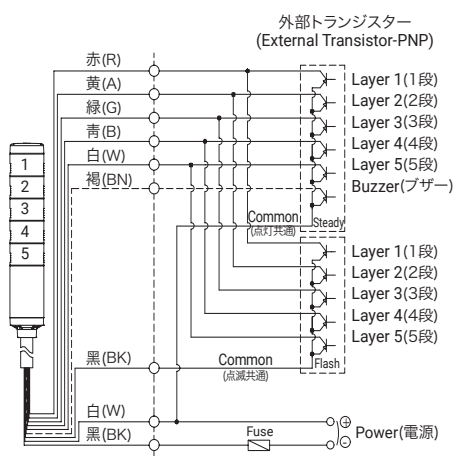 外部トランジスター
(External Transistor-PNP)
赤(R)
黄(A)
緑(G)
青(B)
白(W)
褐(BN)
Layer 1(1段)
Layer 2(2段)
Layer 3(3段)
Layer 4(4段)
Layer 5(5段)
Buzzer(ブザー)
1
2
3
4
5
Common
(点灯共通)
Steady
Layer 1(1段)
Layer 2(2段)
Layer 3(3段)
Layer 4(4段)
Layer 5(5段)
黒(BK)
Common
(点滅共通)
Flash
白(W)
黒(BK)
Fuse
Power(電源)